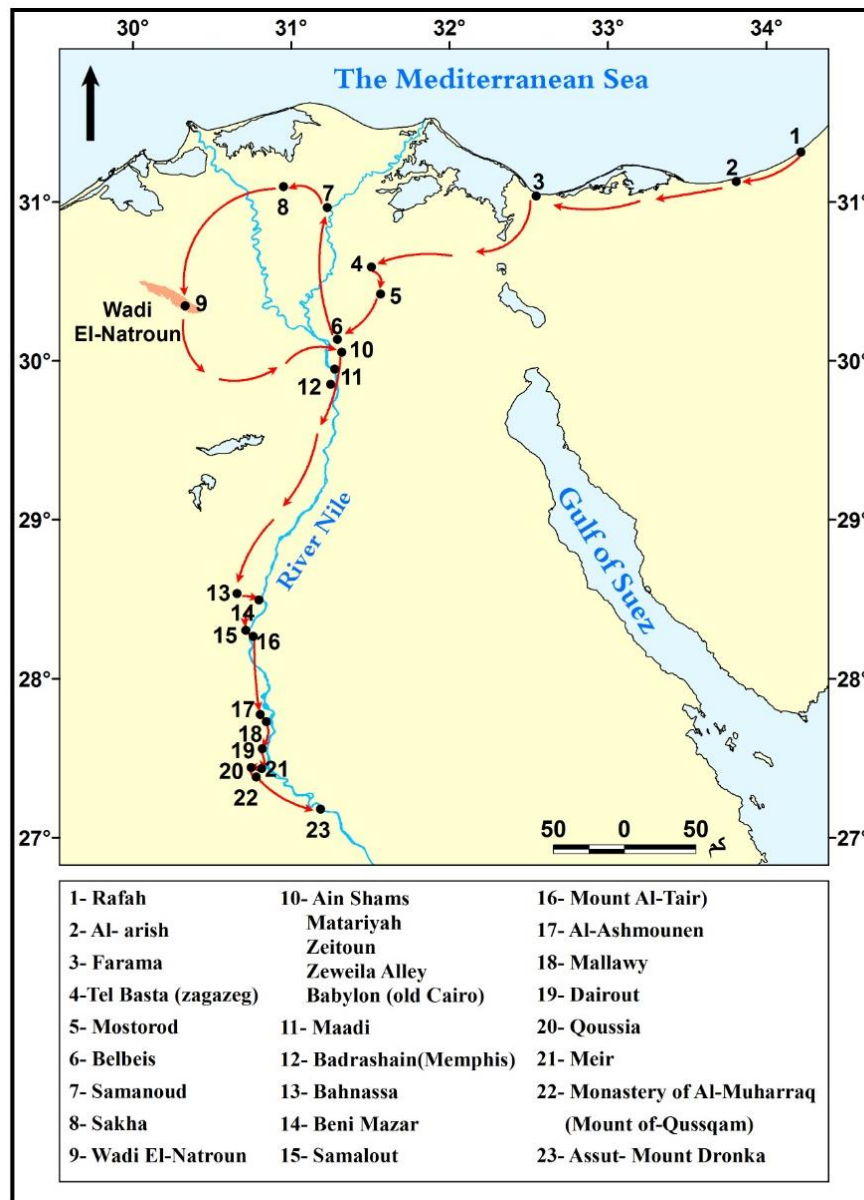 30°
31°
32°
33°
34°
The Mediterranean Sea
1
2
3
7
8
31°
31°
4
5
9
Wadi
El-Natroun
6
10
30°
30°
11
12
29°
29°
River Nile
Gulf of Suez
13
14
15
16
28°
28°
17
18
19
20
21
22
23
27°
27°
50 0 50 كم
1- Rafah
2- Al- arish
3- Farama
4-Tel Basta (zagazeg)
5- Mostorod
6- Belbeis
7- Samanoud
8- Sakha
9- Wadi El-Natroun
10- Ain Shams
Matariyah
Zeitoun
Zeweila Alley
Babylon (old Cairo)
11- Maadi
12- Badrashain(Memphis)
13- Bahnassa
14- Beni Mazar
15- Samalout
16- Mount Al-Tair)
17- Al-Ashmounen
18- Mallawy
19- Dairout
20- Qoussia
21- Meir
22- Monastery of Al-Muharraq
(Mount of-Qussqam)
23- Assut- Mount Dronka